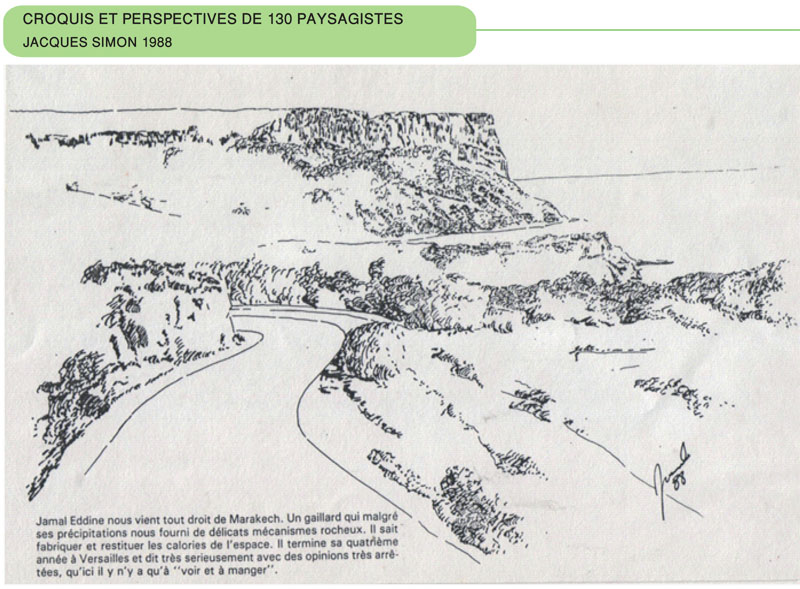 CROQUIS ET PERSPECTIVES DE 130 PAYSAGISTES
JACQUES SIMON 1988
Jamal Eddine nous vient tout droit de Marakech. Un gaillard qui malgré
ses précipitations nous fourni de délicats mécanismes rocheux. Il sait
fabriquer et restituer les calories de l'espace. Il termine sa quatrième
année à Versailles et dit très serieusement avec des opinions très arrê-
tées, qu'ici il y n'y a qu'à "voir et à manger".
88